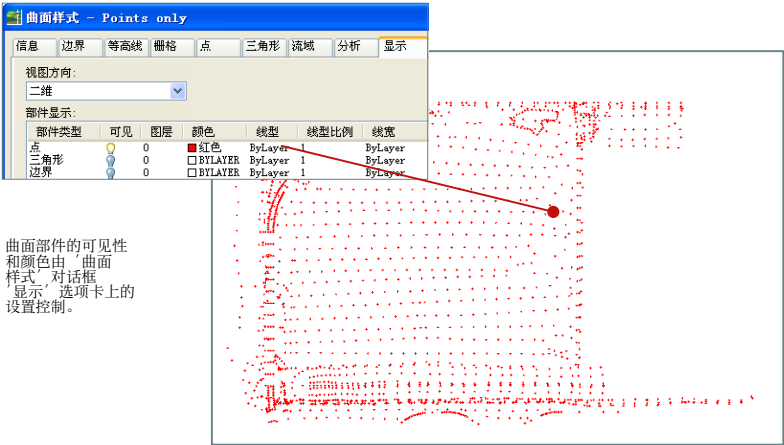 曲面样式 - Points only
信息 边界 等高线 栅格 点 三角形 流域 分析 显示
视图方向:
二维
部件显示:
部件类型 可见 图层 颜色 线型 线型比例 线宽
点 0 红色 ByLayer 1 ByLayer
三角形 0 BYLAYER ByLayer 1 ByLayer
边界 0 BYLAYER ByLayer 1 ByLayer
曲面部件的可见性
和颜色由 '曲面
样式' 对话框
'显示' 选项卡上的
设置控制。